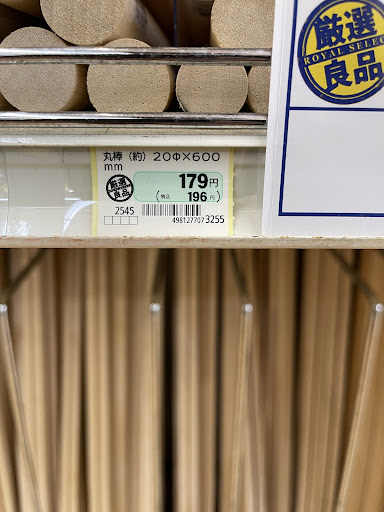 厳選
ROYAL SELEC
良品
丸棒（約）20Φ×600
mm
厳選
良品
179円
（税込 196円）
2545
4981277073255